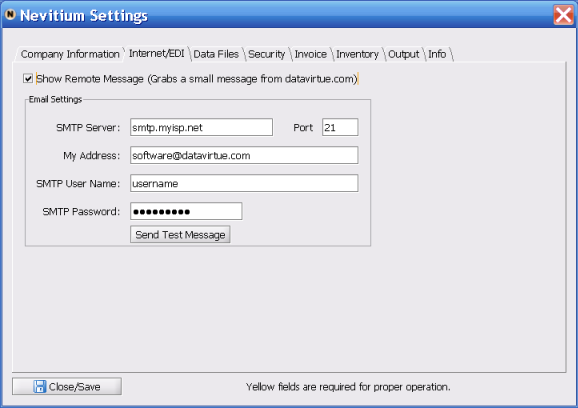 Nevitium Settings
Company Information Internet/EDI Data Files Security Invoice Inventory Output Info
Show Remote Message (Grabs a small message from datavirtue.com)
Email Settings
SMTP Server: smtp.myisp.net Port 21
My Address: software@datavirtue.com
SMTP User Name: username
SMTP Password: ●●●●●●●●●
Send Test Message
Close/Save Yellow fields are required for proper operation.